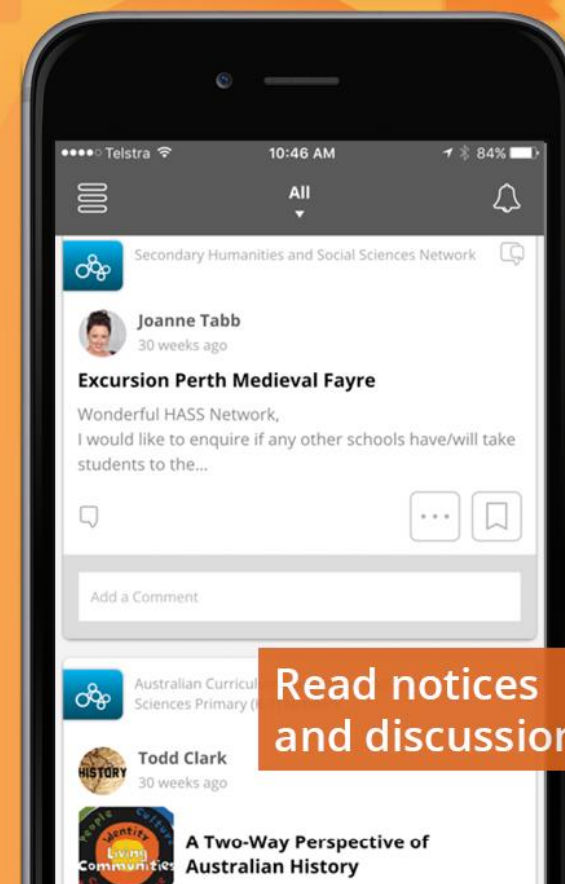 Telstra 10:46 AM 84%
All
Secondary Humanities and Social Sciences Network
Joanne Tabb
30 weeks ago
Excursion Perth Medieval Fayre
Wonderful HASS Network,
I would like to enquire if any other schools have/will take
students to the...
Add a Comment
Australian Curricul
Sciences Primary (
Read notices
and discussion
HISTORY
Todd Clark
30 weeks ago
People Culture
Identity
Living
Communities
A Two-Way Perspective of
Australian History